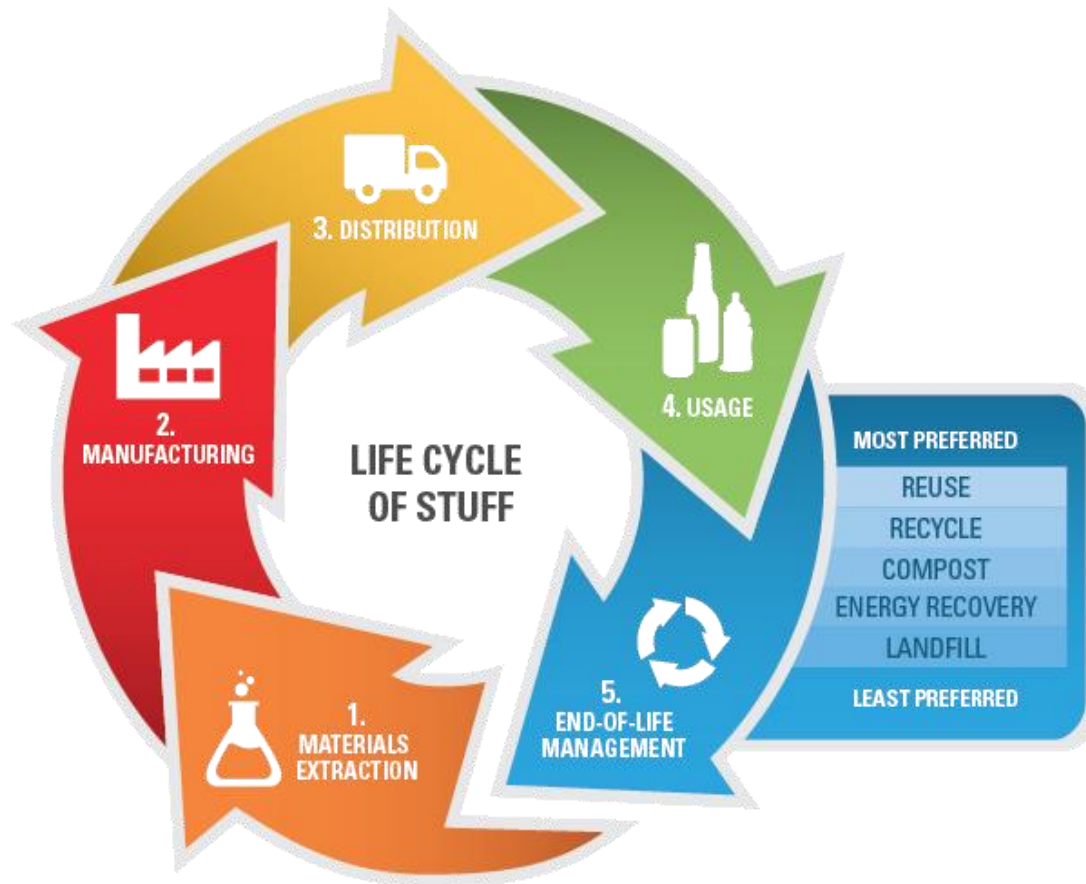 LIFE CYCLE
OF STUFF
1.
MATERIALS
EXTRACTION
2.
MANUFACTURING
3. DISTRIBUTION
4. USAGE
5.
END-OF-LIFE
MANAGEMENT
MOST PREFERRED
REUSE
RECYCLE
COMPOST
ENERGY RECOVERY
LANDFILL
LEAST PREFERRED